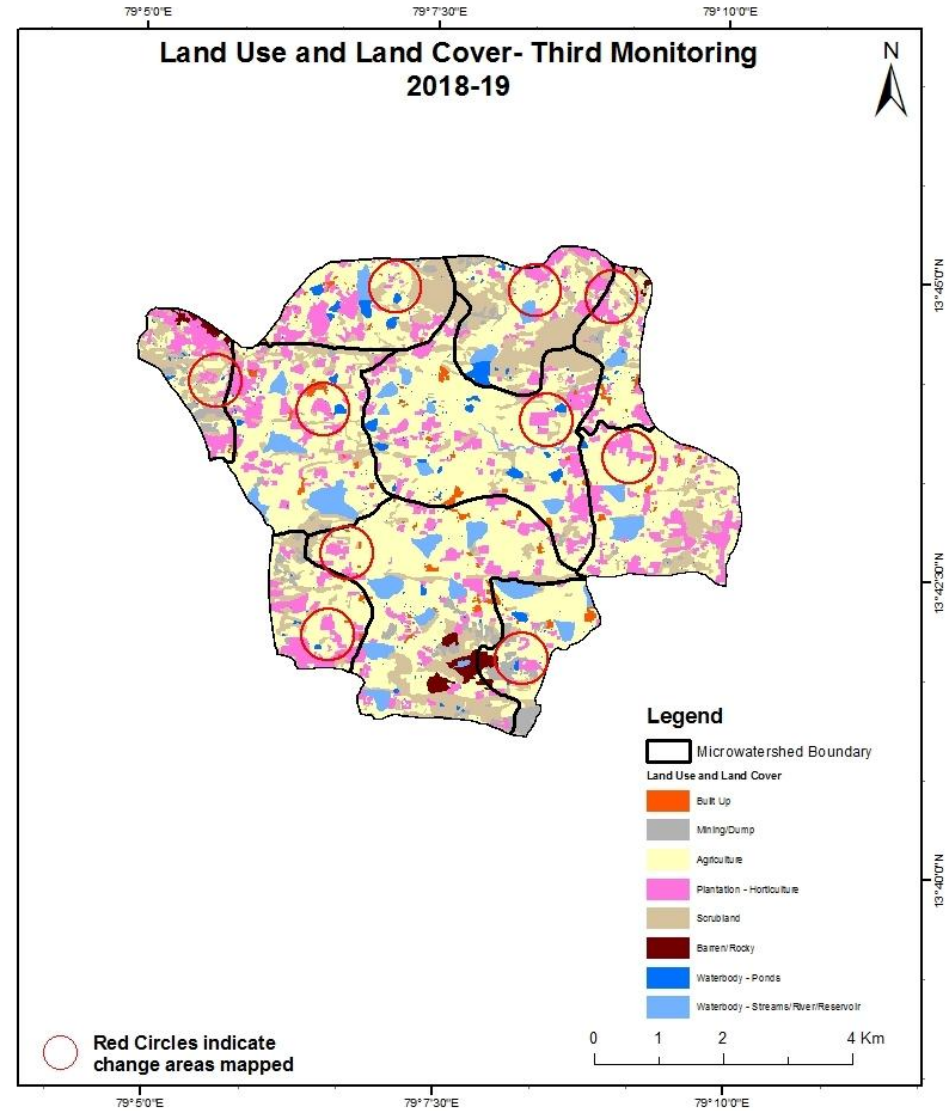 79°5'0"E 79°7'30"E 79°10'0"E
Land Use and Land Cover- Third Monitoring
2018-19
N
13°45'0"N
13°42'30"N
13°40'0"N
Legend
Microwatershed Boundary
Land Use and Land Cover
Built Up
Mining/Dump
Agriculture
Plantation - Horticulture
Scrubland
Barren/Rocky
Waterbody - Ponds
Waterbody - Streams/River/Reservoir
Red Circles indicate
change areas mapped
0 1 2 4 Km
79°5'0"E 79°7'30"E 79°10'0"E